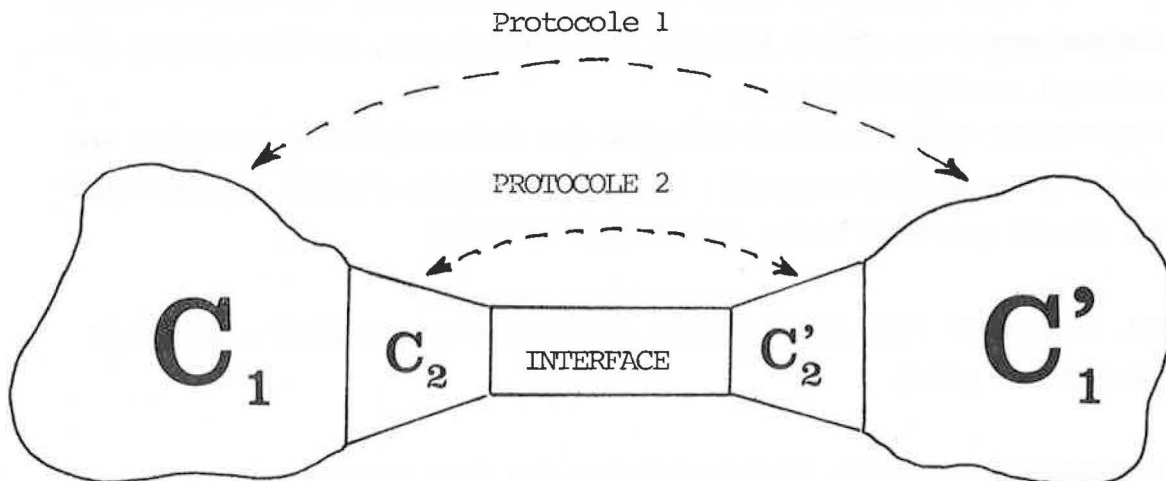 Protocole 1
PROTOCOLE 2
C₁ C₂ INTERFACE C'₂ C'₁